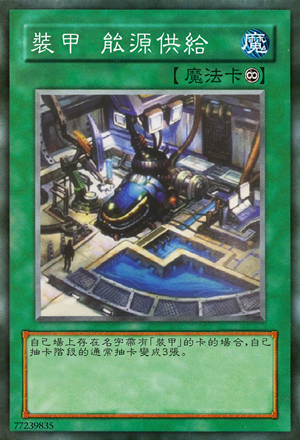 裝甲 能源供給
魔
【魔法卡】
自己場上存在名字帶有「裝甲」的卡的場合,自己
抽卡階段的通常抽卡變成3張。
77239835